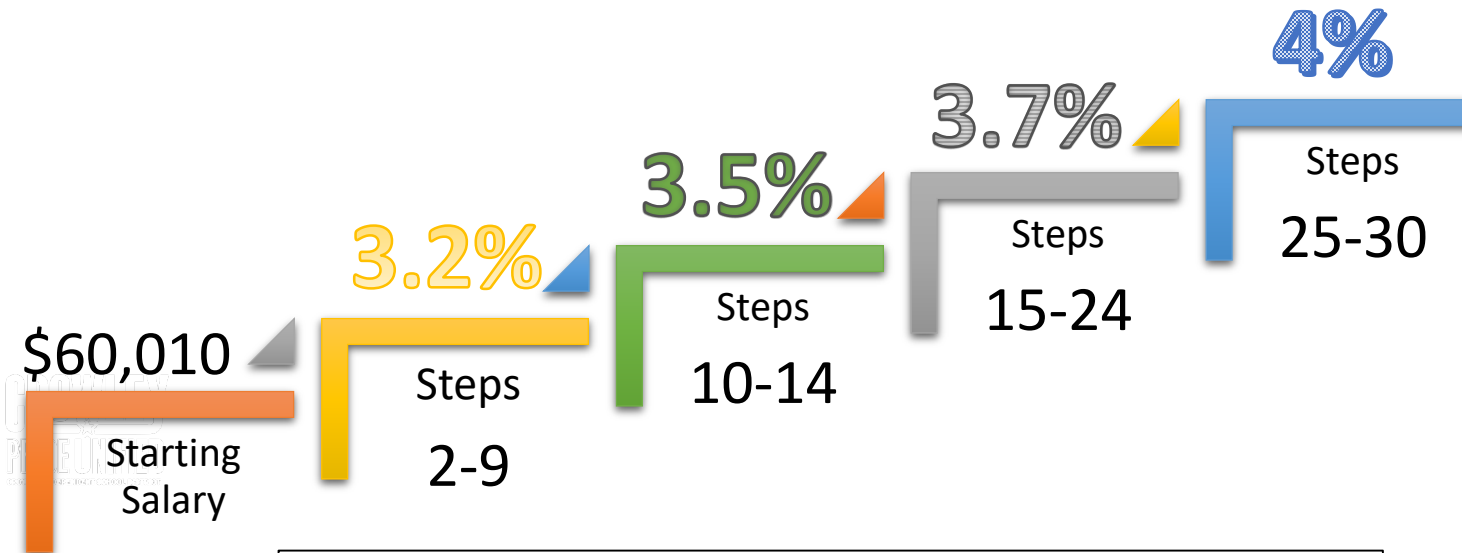 $60,010
Starting
Salary
3.2%
Steps
2-9
3.5%
Steps
10-14
3.7%
Steps
15-24
4%
Steps
25-30